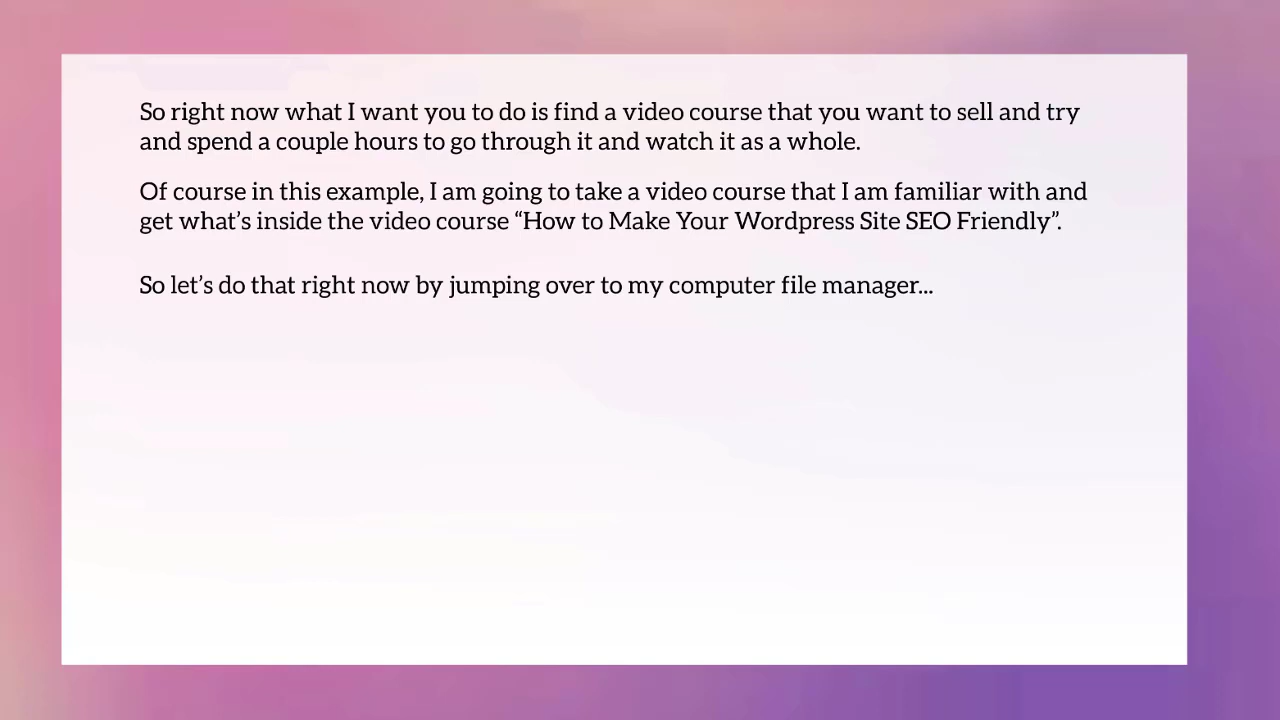 So right now what I want you to do is find a video course that you want to sell and try
and spend a couple hours to go through it and watch it as a whole.
Of course in this example, I am going to take a video course that I am familiar with and
get what’s inside the video course “How to Make Your Wordpress Site SEO Friendly”.
So let’s do that right now by jumping over to my computer file manager...